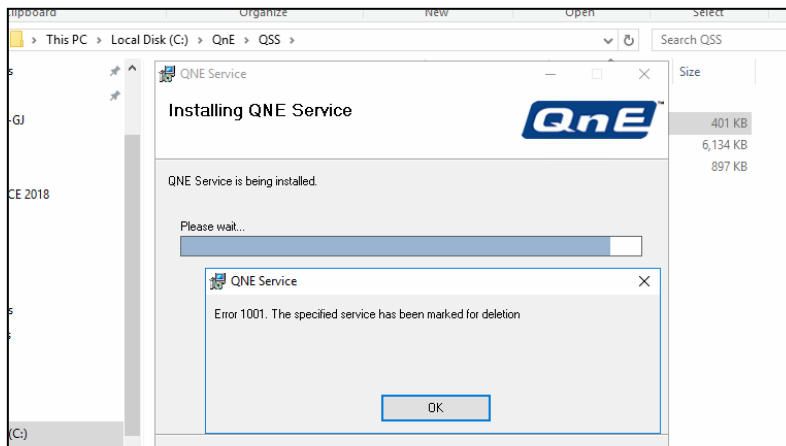 Clipboard
Organize
New
Open
Select
This PC > Local Disk (C:) > QnE > QSS >
Search QSS
QNE Service
Size
Installing QNE Service
QnE™
-GJ
401 KB
6,134 KB
897 KB
QNE Service is being installed.
CE 2018
Please wait...
QNE Service
Error 1001. The specified service has been marked for deletion
OK
(C:)